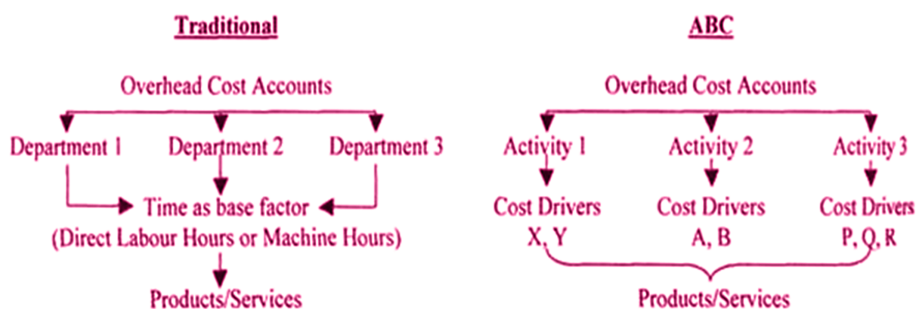 Traditional
Overhead Cost Accounts
Department 1 Department 2 Department 3
Time as base factor
(Direct Labour Hours or Machine Hours)
Products/Services
ABC
Overhead Cost Accounts
Activity 1 Activity 2 Activity 3
Cost Drivers Cost Drivers Cost Drivers
X, Y A, B P, Q, R
Products/Services